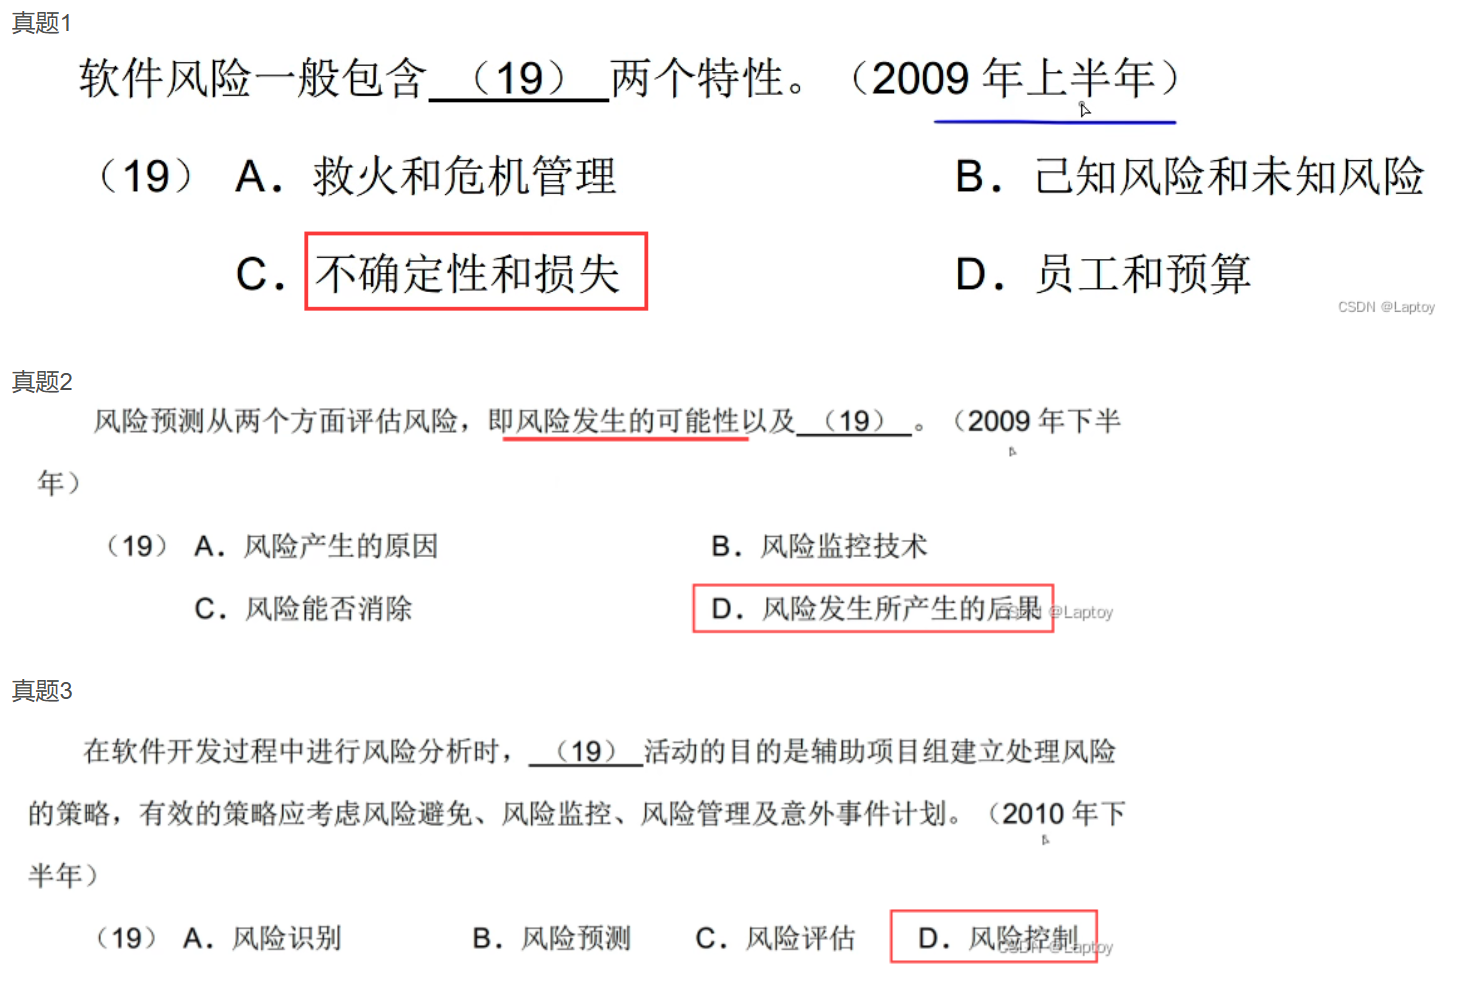 真题1
软件风险一般包含 （19） 两个特性。（2009 年上半年）
（19） A. 救火和危机管理 B. 己知风险和未知风险
C. 不确定性和损失 D. 员工和预算
CSDN @Laptoy
真题2
风险预测从两个方面评估风险，即风险发生的可能性以及 （19） 。（2009 年下半
年）
（19） A. 风险产生的原因 B. 风险监控技术
C. 风险能否消除 D. 风险发生所产生的后果
CSDN @Laptoy
真题3
在软件开发过程中进行风险分析时， （19） 活动的目的是辅助项目组建立处理风险
的策略，有效的策略应考虑风险避免、风险监控、风险管理及意外事件计划。（2010 年下
半年）
（19） A. 风险识别 B. 风险预测 C. 风险评估 D. 风险控制
CSDN @Laptoy